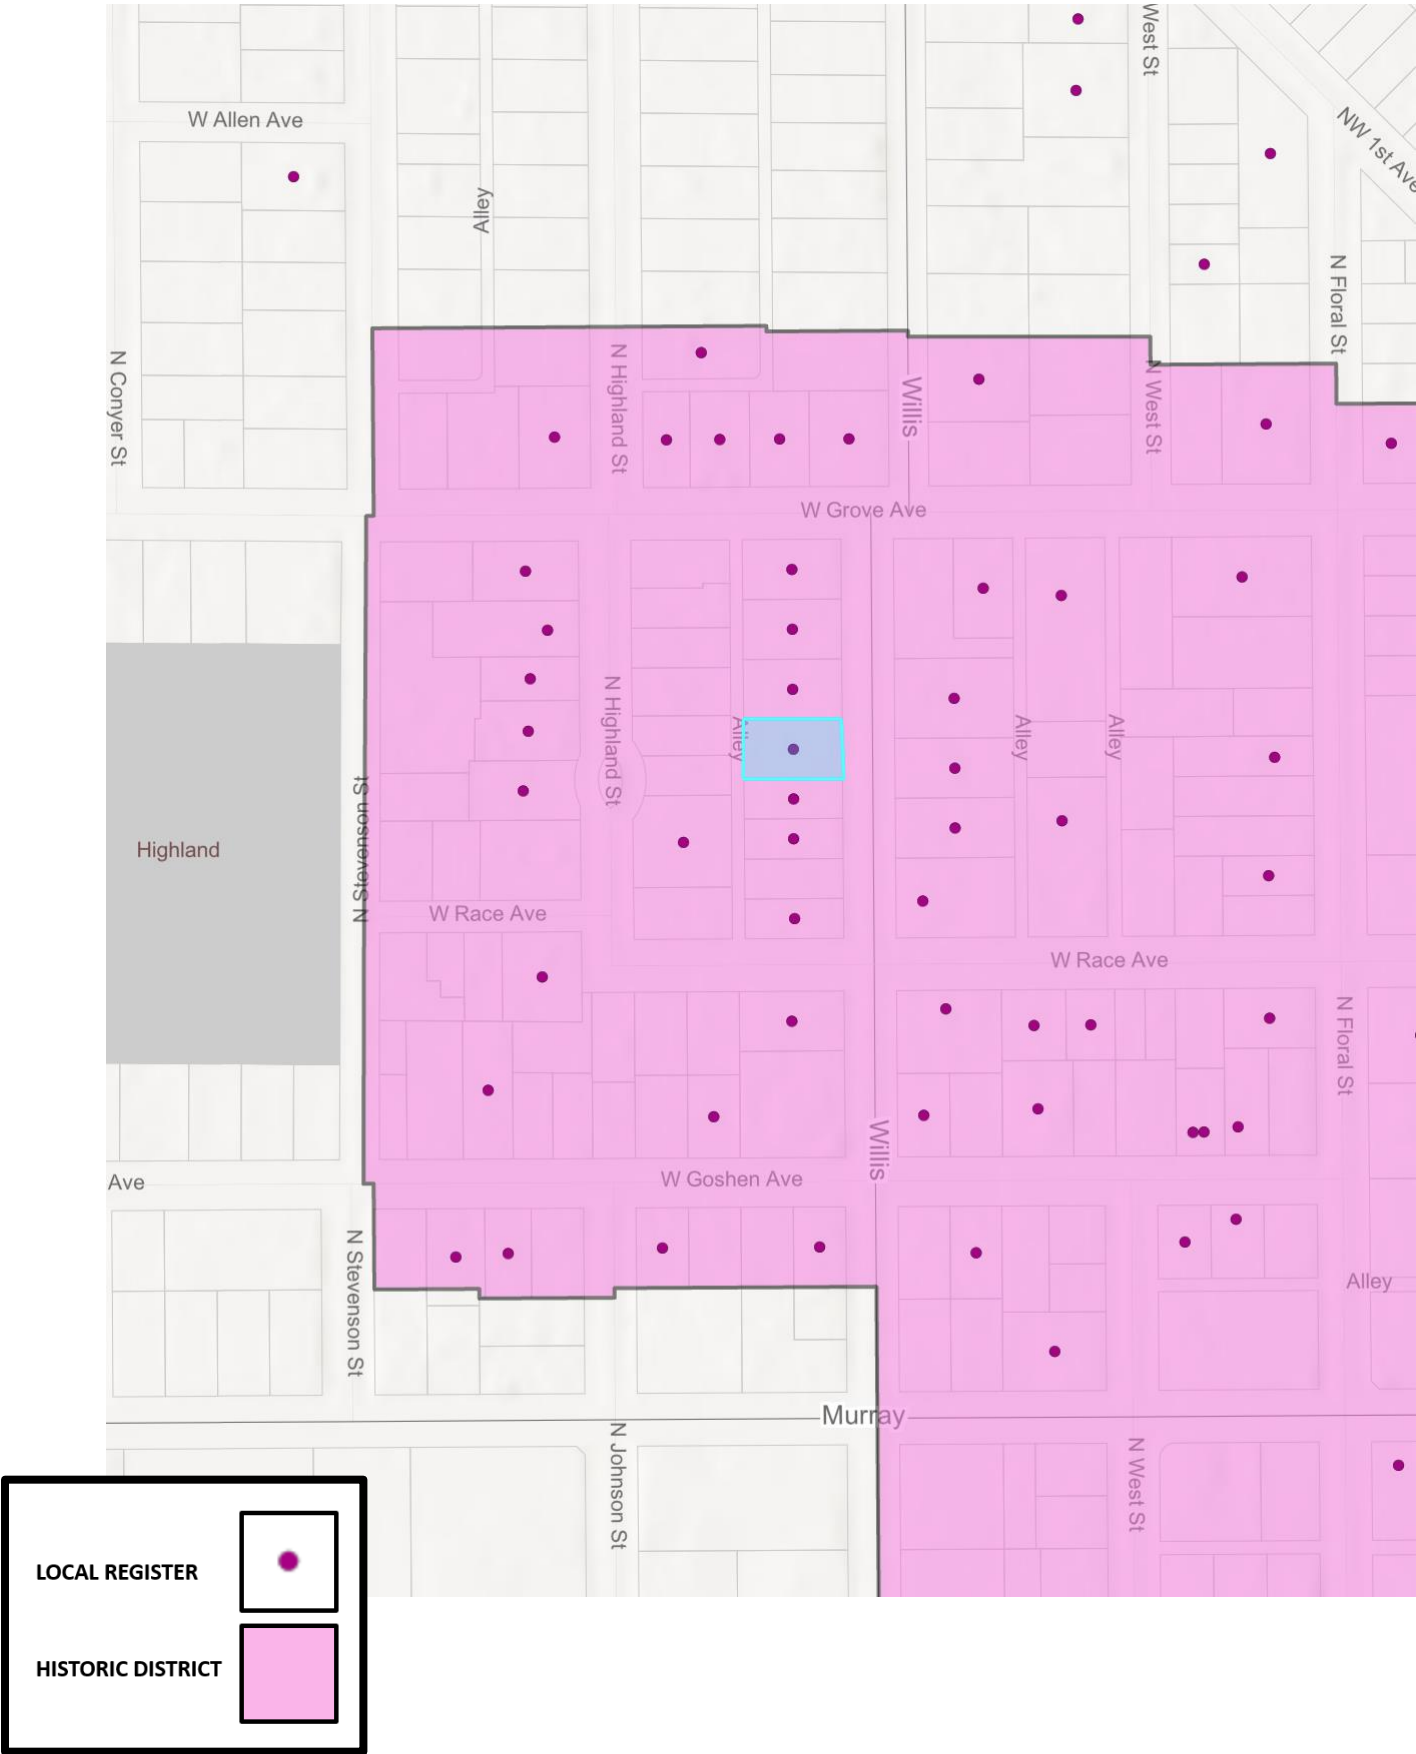 West St
W Allen Ave
NW 1st Ave
Alley
N Floral St
N Conyer St
N Highland St
Willis
N West St
W Grove Ave
N Highland St
Alley
Alley
Alley
N Stevenson St
Highland
W Race Ave
W Race Ave
N Floral St
Willis
W Goshen Ave
Ave
N Stevenson St
Alley
Murray
N Johnson St
N West St
LOCAL REGISTER
HISTORIC DISTRICT